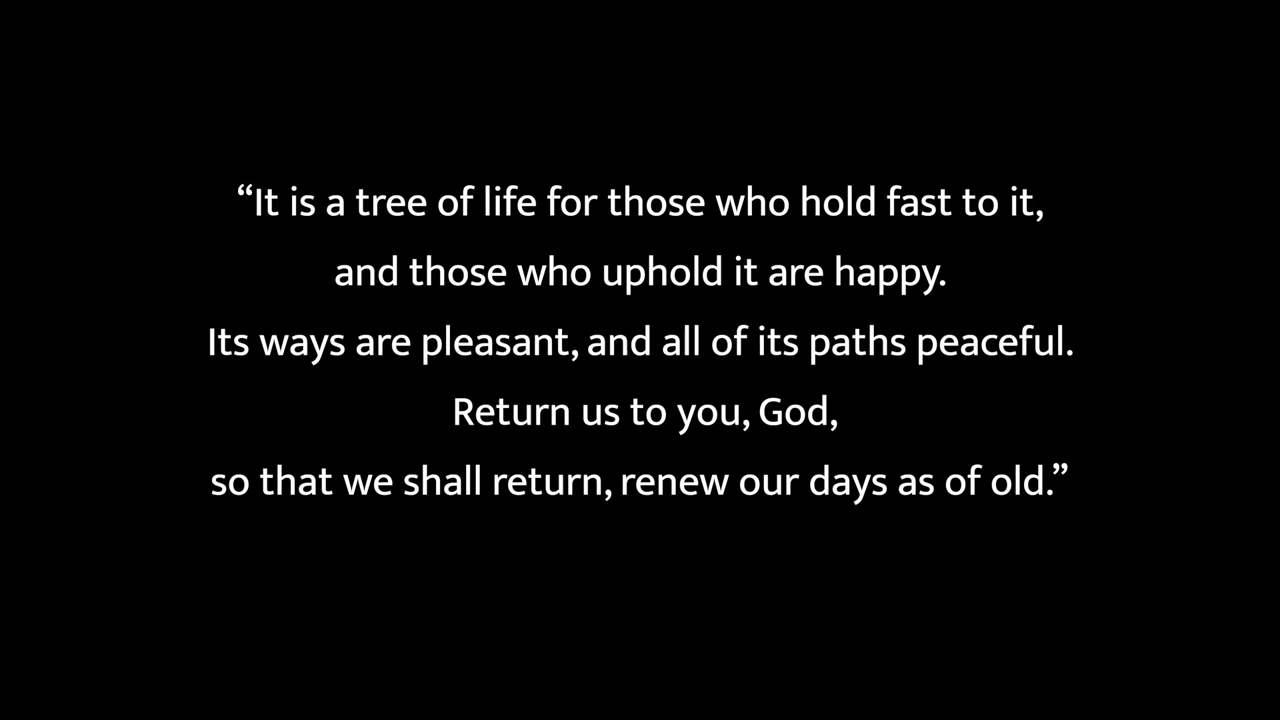 “It is a tree of life for those who hold fast to it,
and those who uphold it are happy.
Its ways are pleasant, and all of its paths peaceful.
Return us to you, God,
so that we shall return, renew our days as of old.”